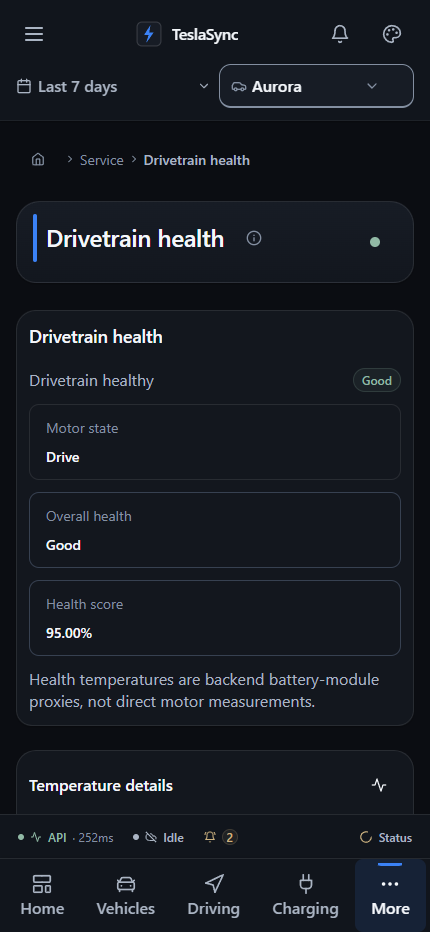 TeslaSync
Last 7 days
Aurora
Service
Drivetrain health
Drivetrain health
Drivetrain health
Drivetrain healthy
Good
Motor state
Drive
Overall health
Good
Health score
95.00%
Health temperatures are backend battery-module
proxies, not direct motor measurements.
Temperature details
API · 252ms
Idle
2
Status
Home
Vehicles
Driving
Charging
More